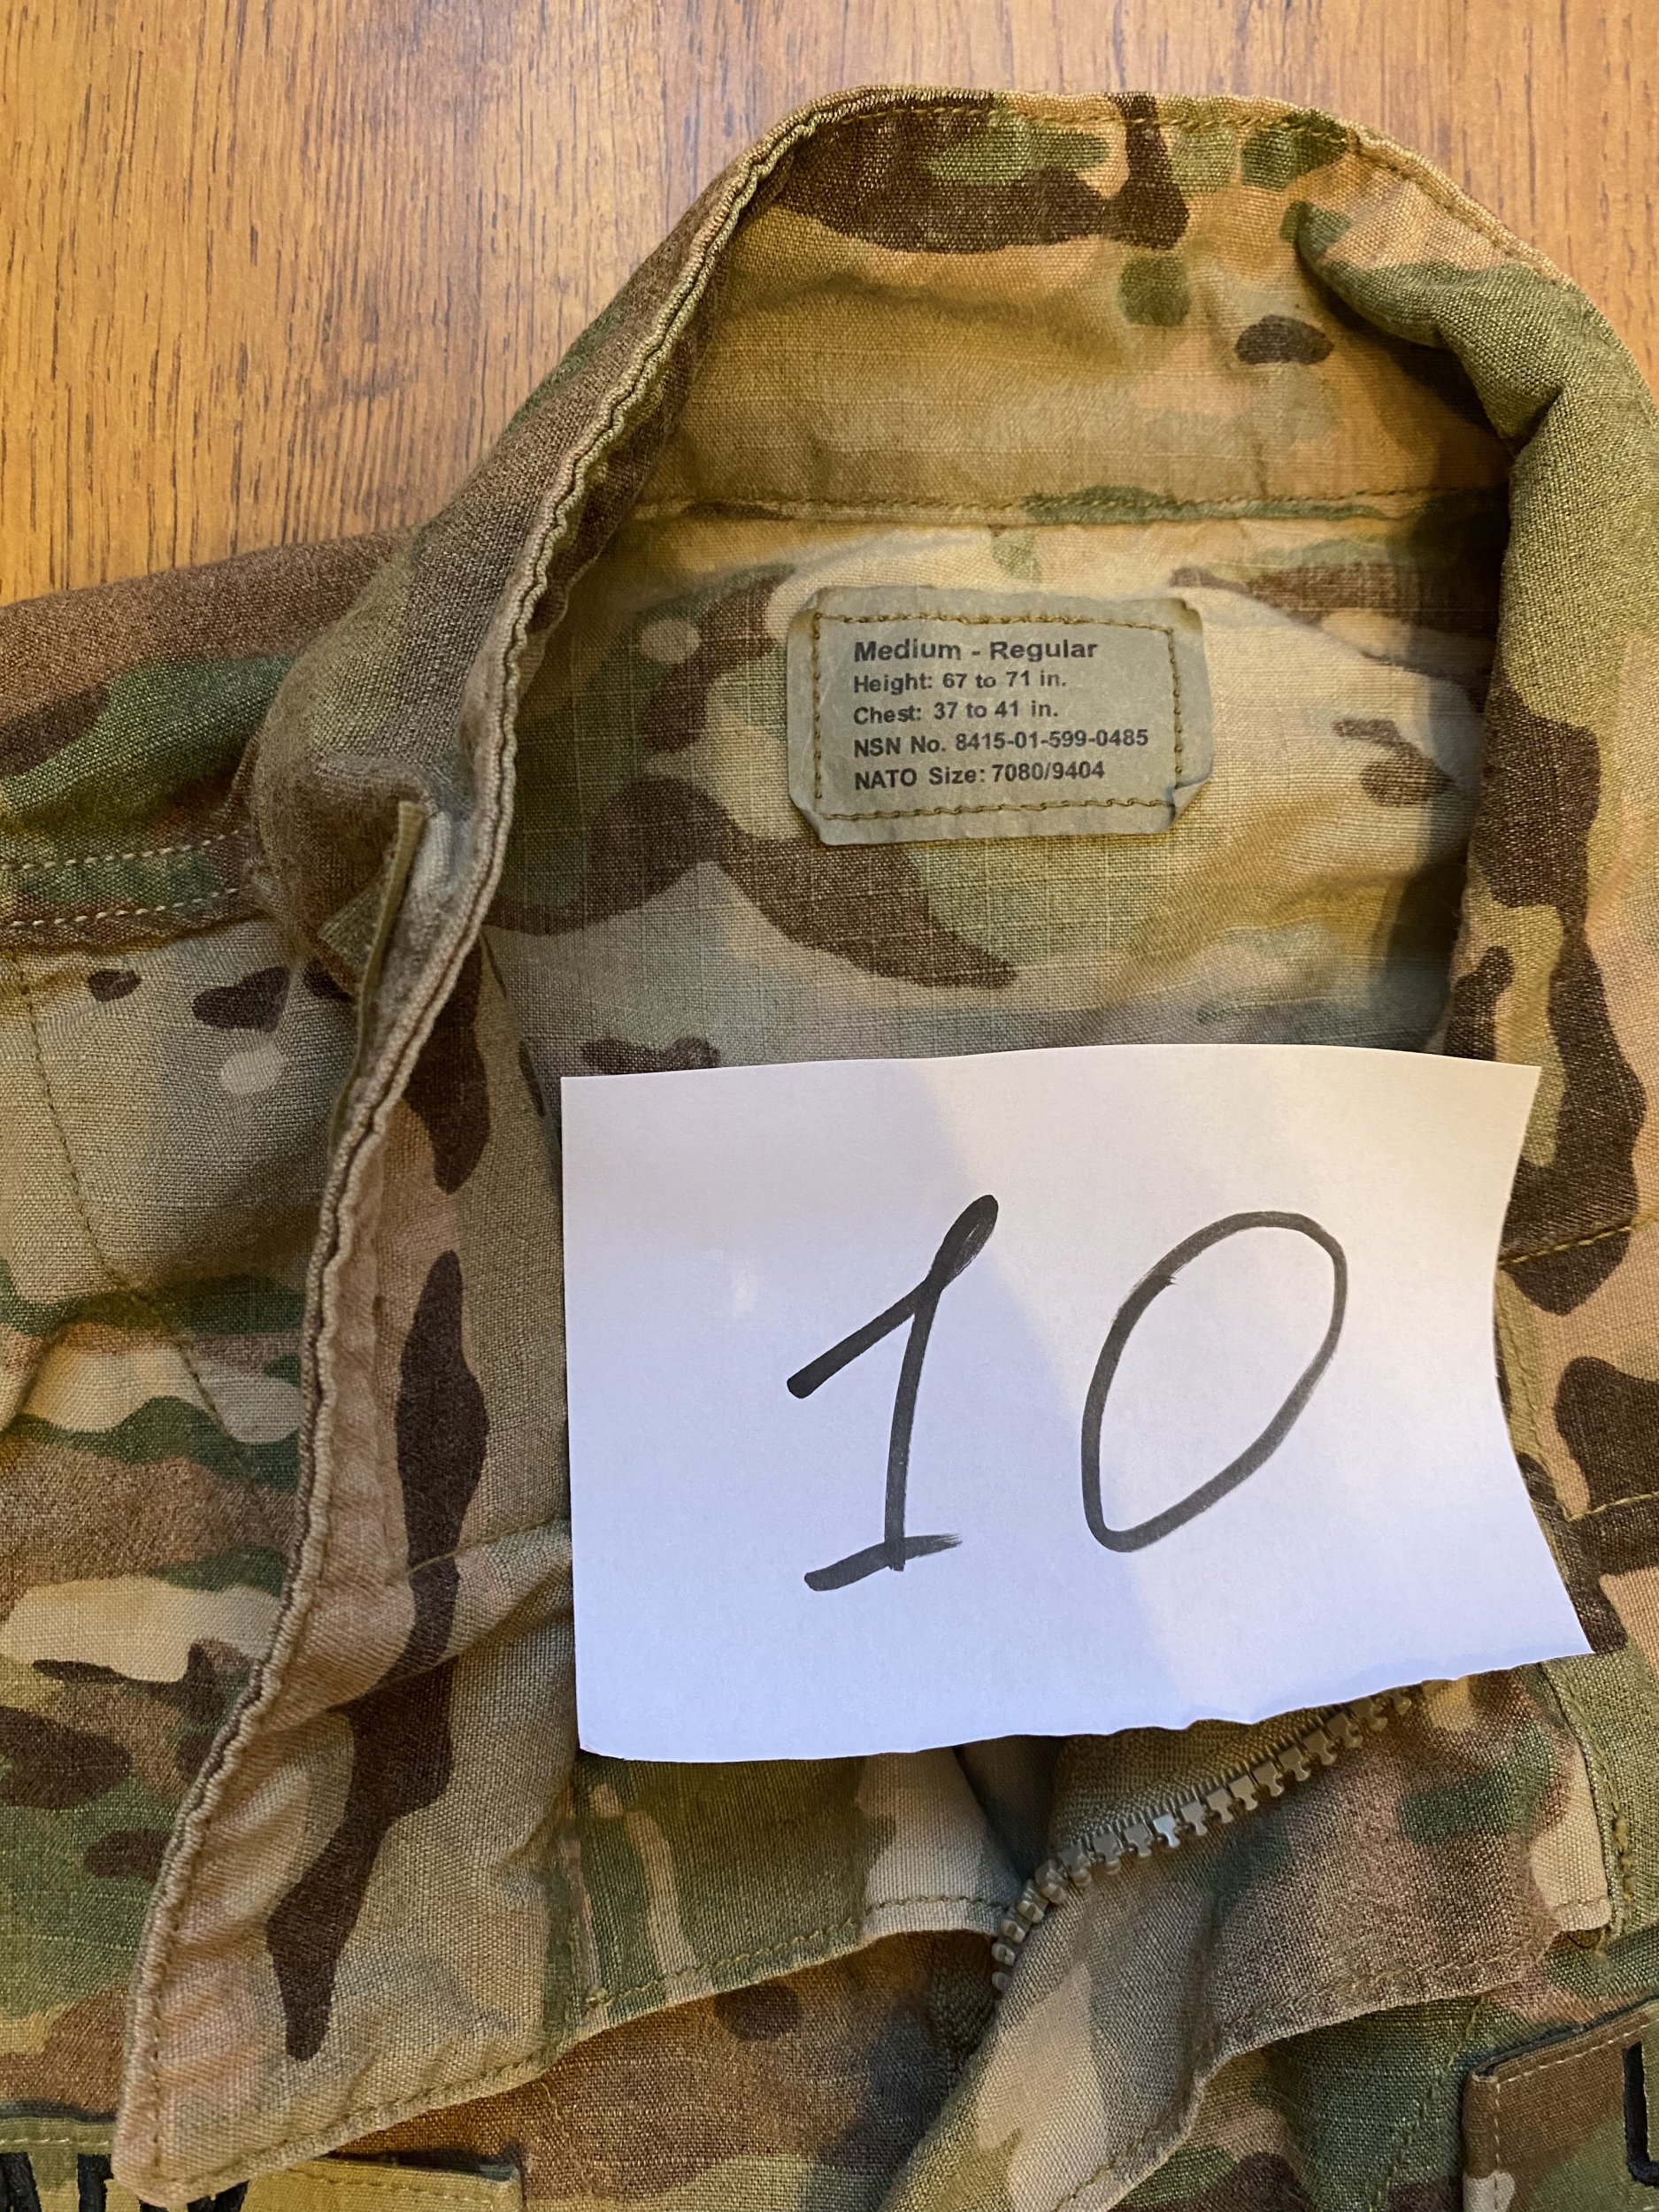 Medium - Regular
Height: 67 to 71 in.
Chest: 37 to 41 in.
NSN No. 8415-01-599-0485
NATO Size: 7080/9404
10